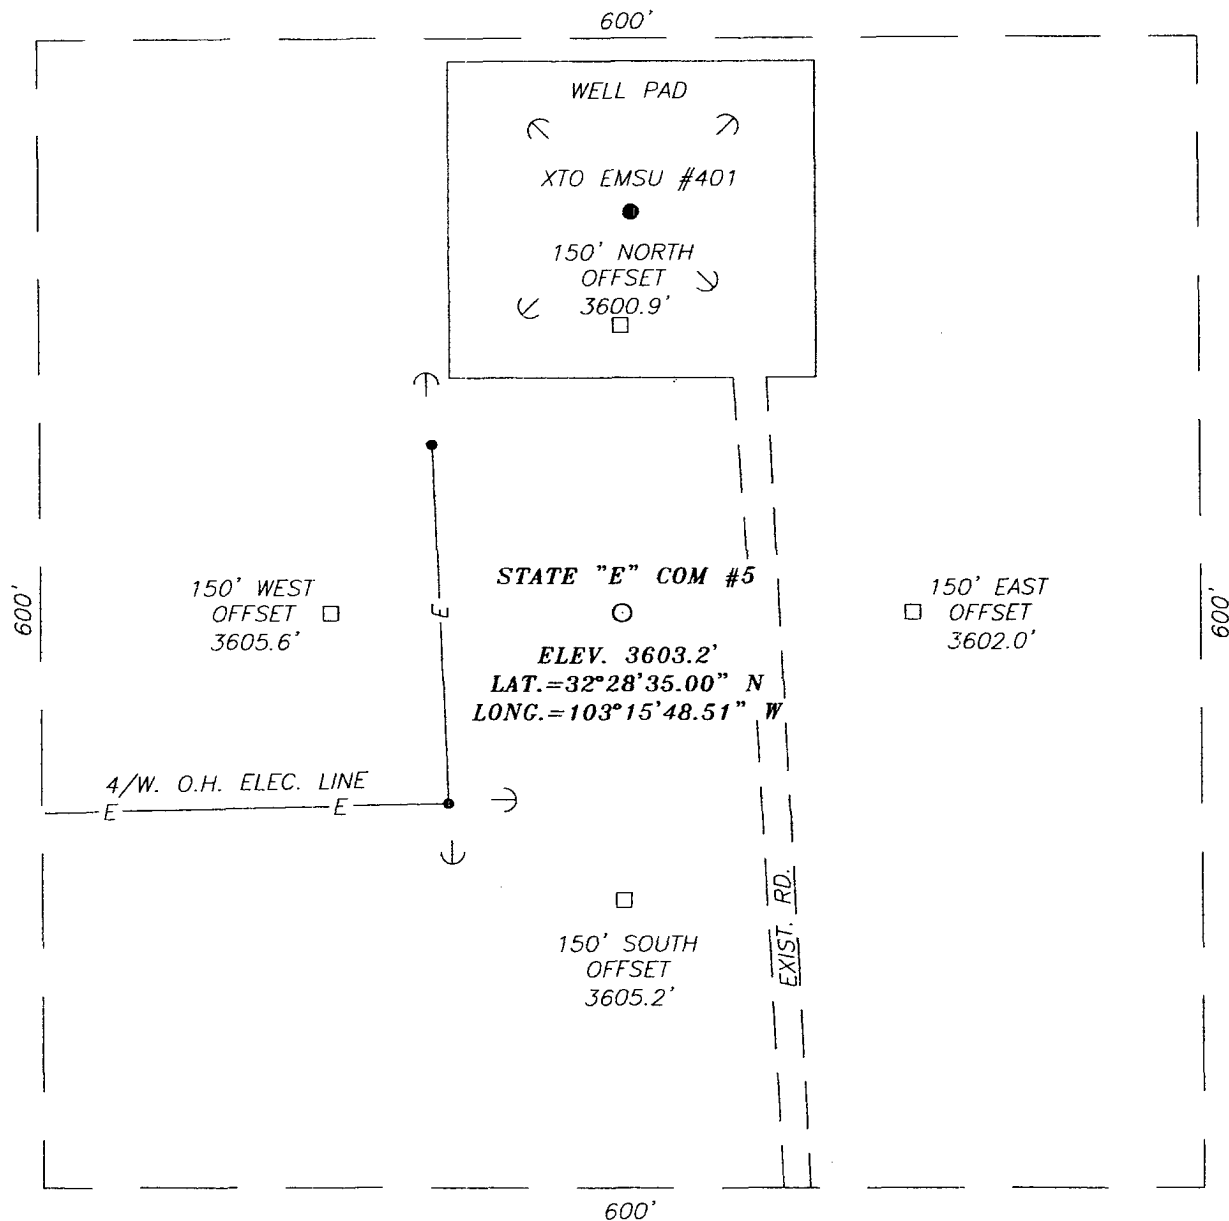 600'
WELL PAD
XTO EMSU #401
150' NORTH
OFFSET
3600.9'
600'
150' WEST
OFFSET
3605.6'
E
STATE "E" COM #5
ELEV. 3603.2'
LAT.=32°28'35.00" N
LONG.=103°15'48.51" W
150' EAST
OFFSET
3602.0'
600'
4/W. O.H. ELEC. LINE
E
E
EXIST. RD.
150' SOUTH
OFFSET
3605.2'
600'